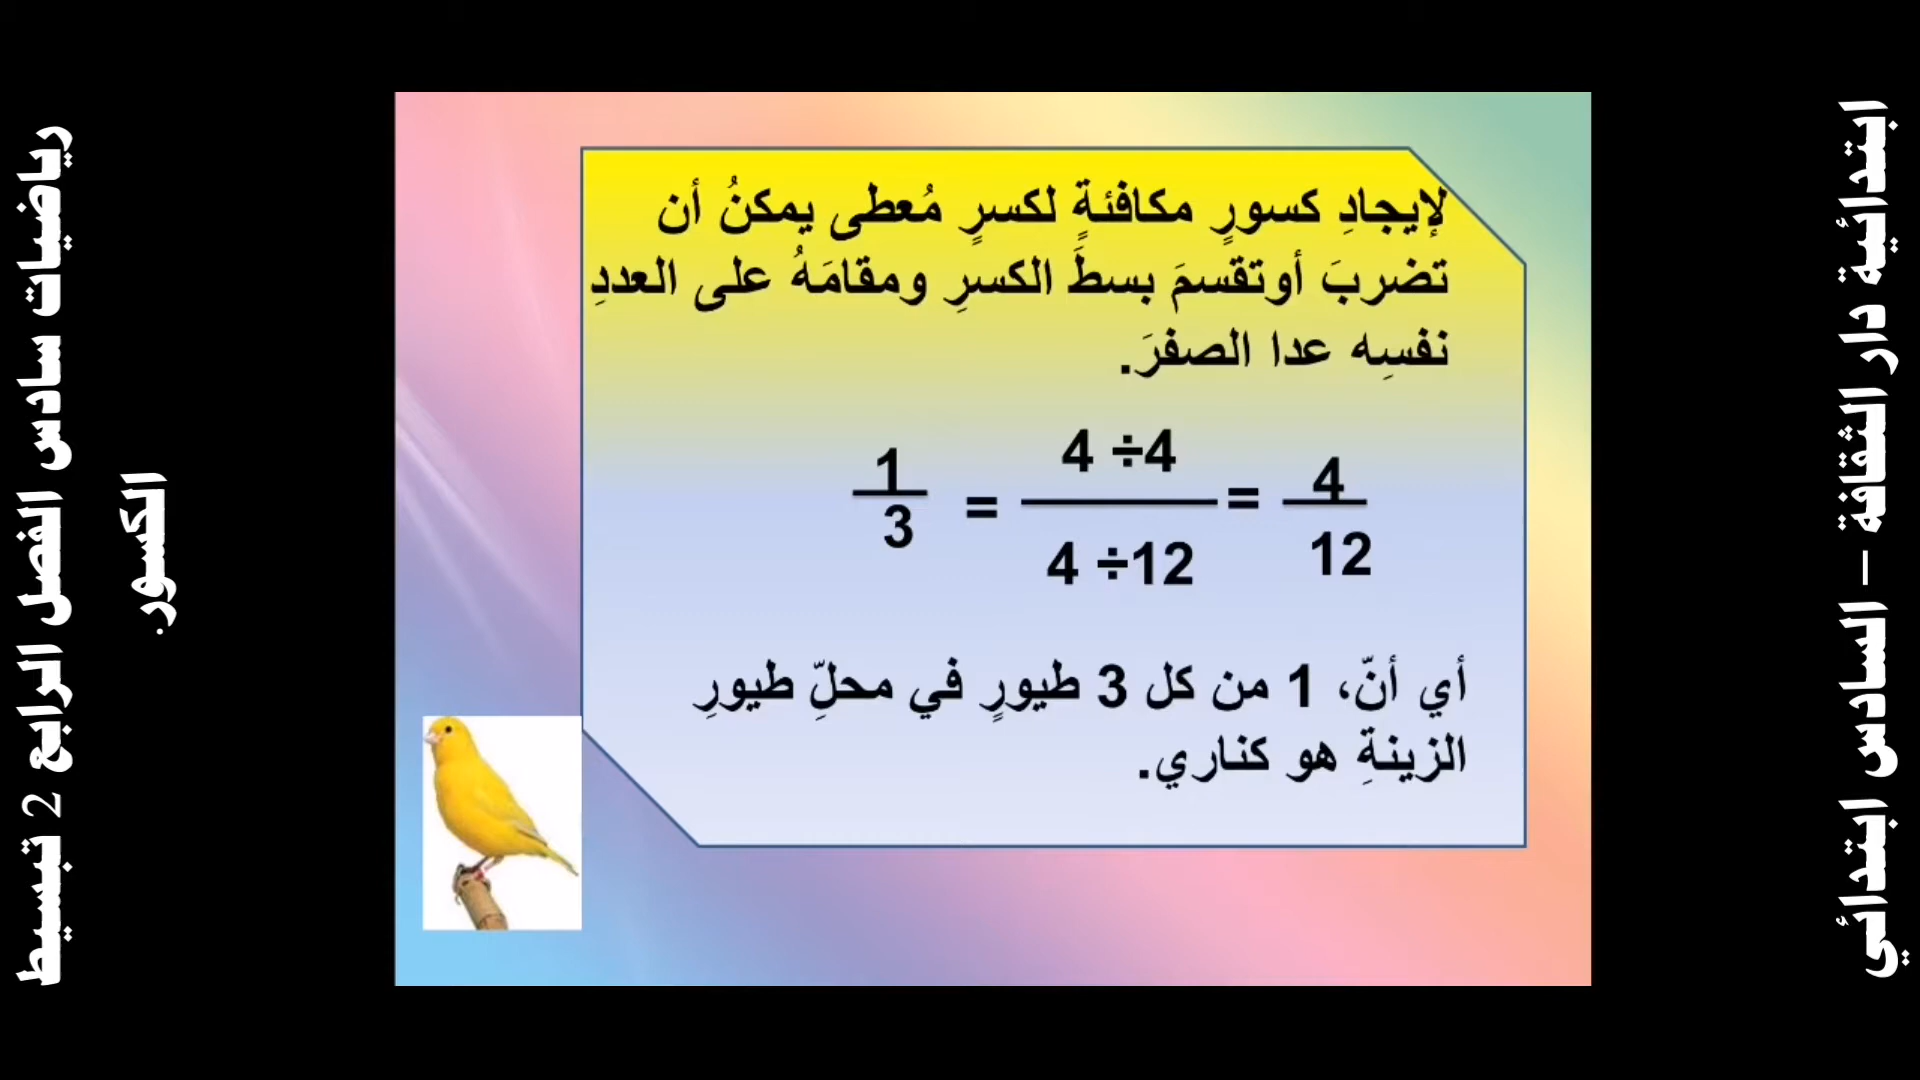 ابتدائية دار الثقافة – السادس ابتدائي
لإيجادِ كسورٍ مكافئةٍ لكسرٍ مُعطى يمكنُ أن
تضربَ أوتقسمَ بسطَ الكسرِ ومقامَهُ على العددِ
نفسِه عدا الصفرَ.
1 4 ÷4 4
= =
3 4 ÷12 12
أي أنّ، 1 من كل 3 طيورٍ في محلِّ طيورِ
الزينةِ هو كناري.
رياضيات سادس الفصل الرابع 2 تبسيط
الكسور.